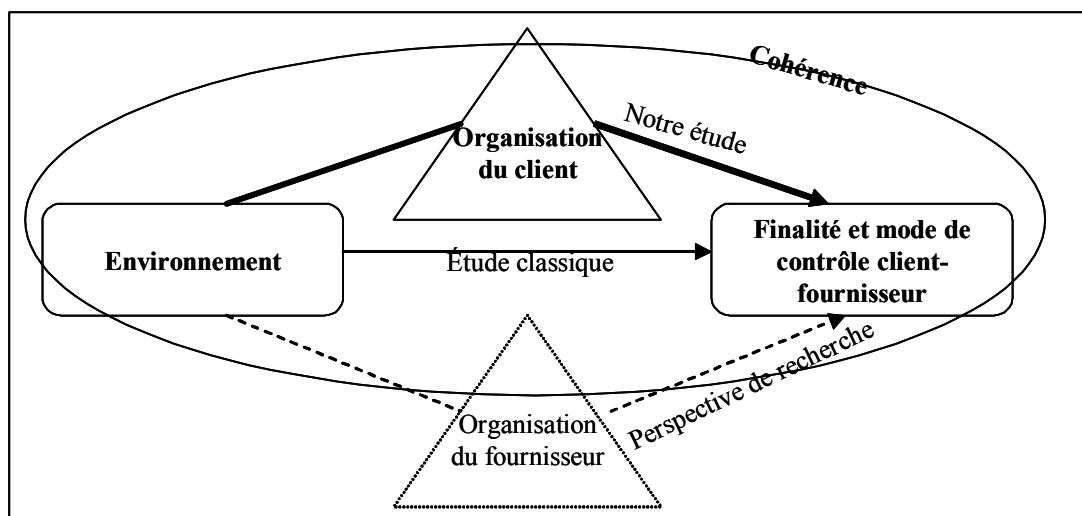 Cohérence
Notre étude
Organisation
du client
Environnement
Étude classique
Finalité et mode de
contrôle client-
fournisseur
Perspective de recherche
Organisation
du fournisseur